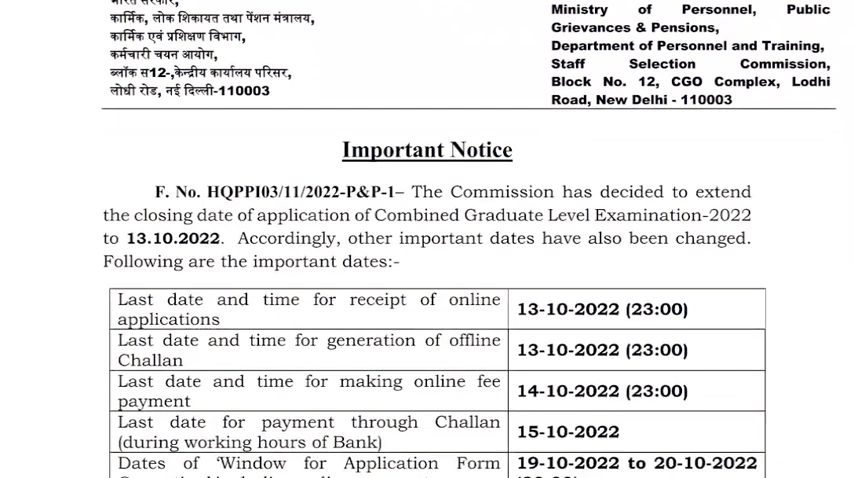 भारत सरकार,
कार्मिक, लोक शिकायत तथा पेंशन मंत्रालय,
कार्मिक एवं प्रशिक्षण विभाग,
कर्मचारी चयन आयोग,
ब्लॉक स12-,केन्द्रीय कार्यालय परिसर,
लोधी रोड, नई दिल्ली-110003
Ministry of Personnel, Public
Grievances & Pensions,
Department of Personnel and Training,
Staff Selection Commission,
Block No. 12, CGO Complex, Lodhi
Road, New Delhi - 110003
Important Notice
F. No. HQPPI03/11/2022-P&P-1– The Commission has decided to extend
the closing date of application of Combined Graduate Level Examination-2022
to 13.10.2022. Accordingly, other important dates have also been changed.
Following are the important dates:-
Last date and time for receipt of online
applications
13-10-2022 (23:00)
Last date and time for generation of offline
Challan
13-10-2022 (23:00)
Last date and time for making online fee
payment
14-10-2022 (23:00)
Last date for payment through Challan
(during working hours of Bank)
15-10-2022
Dates of ‘Window for Application Form
19-10-2022 to 20-10-2022